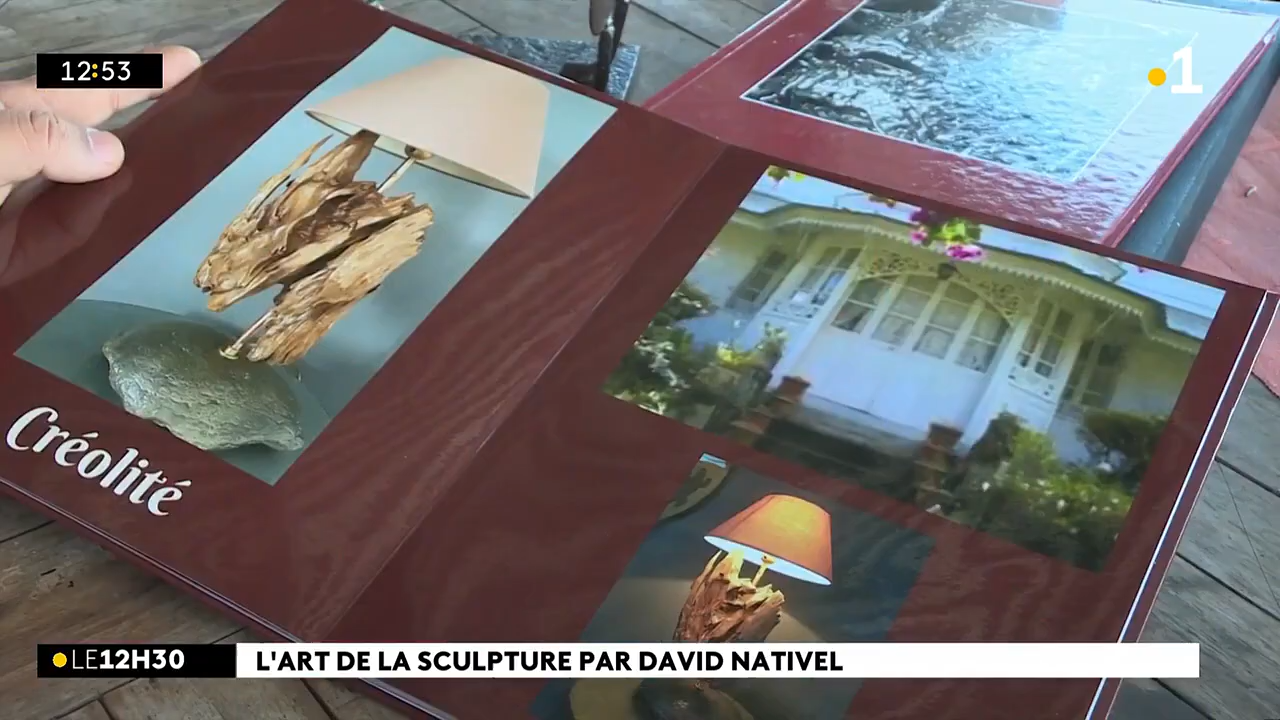 12:53
1
Créolité
LE12H30
L'ART DE LA SCULPTURE PAR DAVID NATIVEL